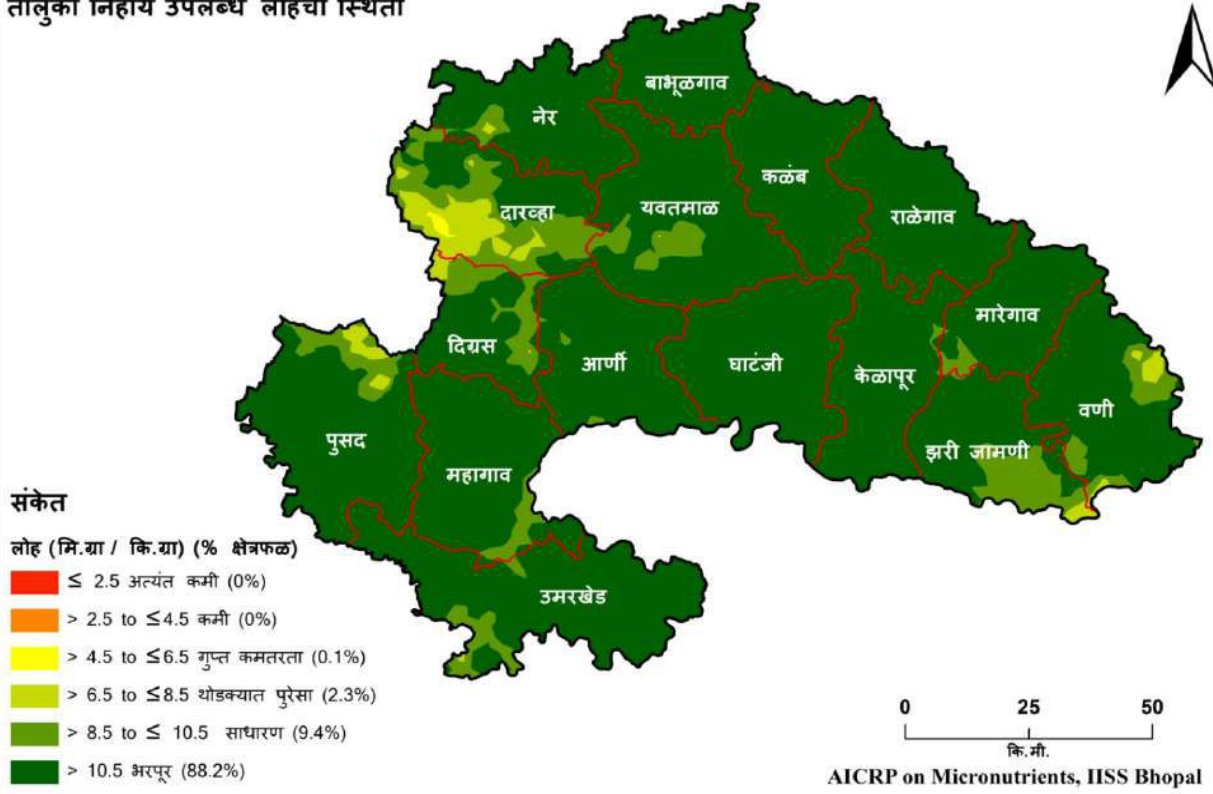 तालुका निहाय उपलब्ध लोहची स्थिती
बाभूळगाव
नेर
कळंब
दारव्हा
यवतमाळ
राळेगाव
मारेगाव
दिग्रस
आर्णी
घाटंजी
केळापूर
वणी
पुसद
झरी जामणी
महागाव
उमरखेड
संकेत
लोह (मि.ग्रा / कि.ग्रा) (% क्षेत्रफळ)
≤ 2.5 अत्यंत कमी (0%)
> 2.5 to ≤4.5 कमी (0%)
> 4.5 to ≤6.5 गुप्त कमतरता (0.1%)
> 6.5 to ≤8.5 थोडक्यात पुरेसा (2.3%)
> 8.5 to ≤ 10.5 साधारण (9.4%)
> 10.5 भरपूर (88.2%)
0 25 50
कि.मी.
AICRP on Micronutrients, IISS Bhopal